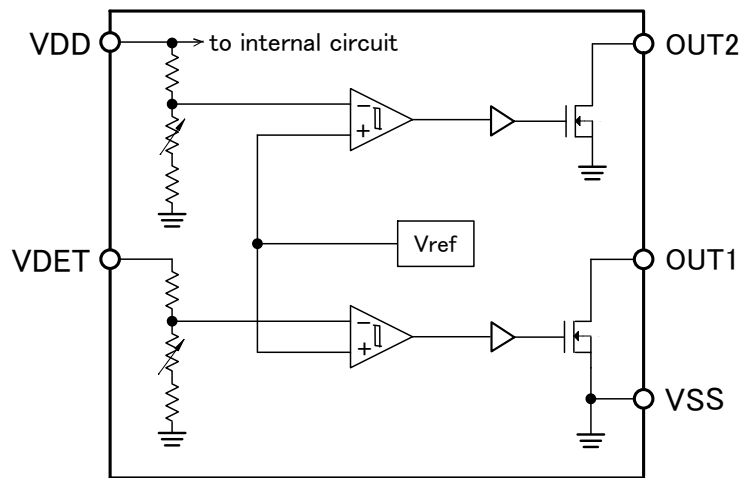 VDD
to internal circuit
OUT2
−
+
VDET
Vref
OUT1
−
+
VSS